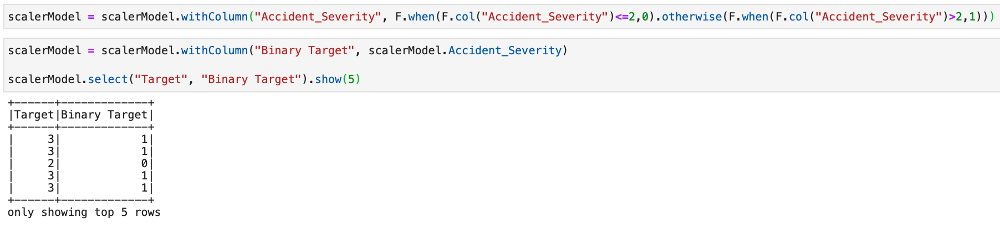 scalerModel = scalerModel.withColumn("Accident_Severity", F.when(F.col("Accident_Severity")<=2,0).otherwise(F.when(F.col("Accident_Severity")>2,1)))
scalerModel = scalerModel.withColumn("Binary Target", scalerModel.Accident_Severity)
scalerModel.select("Target", "Binary Target").show(5)
+------+-------------+
|Target|Binary Target|
+------+-------------+
|     3|            1|
|     3|            1|
|     2|            0|
|     3|            1|
|     3|            1|
+------+-------------+
only showing top 5 rows